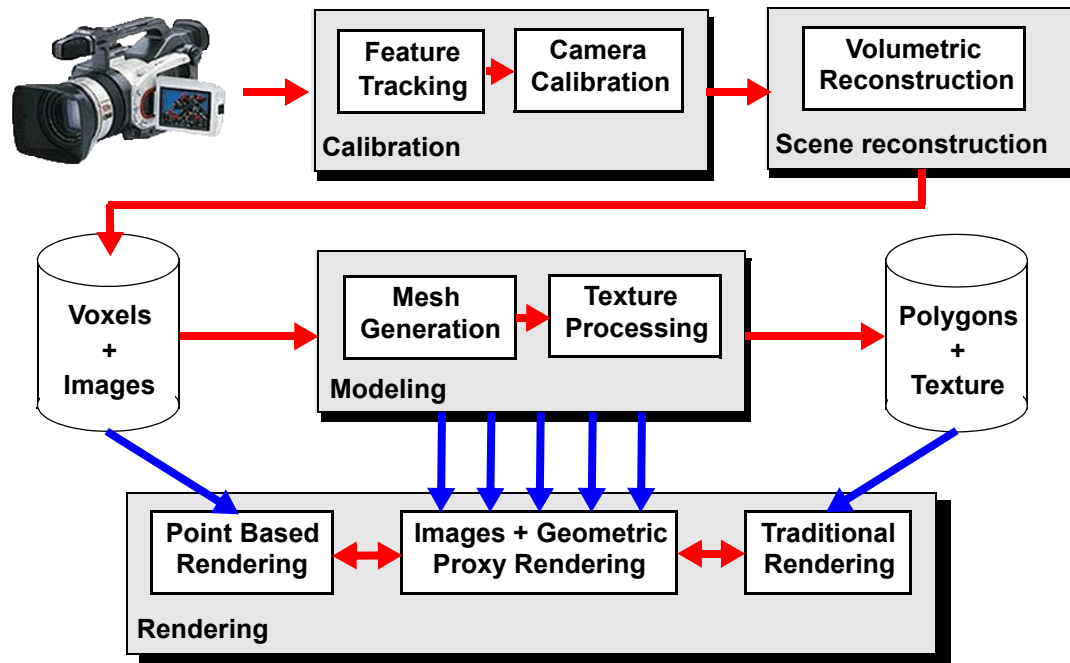 Feature
Tracking
Camera
Calibration
Calibration
Volumetric
Reconstruction
Scene reconstruction
Voxels
+
Images
Mesh
Generation
Texture
Processing
Modeling
Polygons
+
Texture
Point Based
Rendering
Images + Geometric
Proxy Rendering
Traditional
Rendering
Rendering